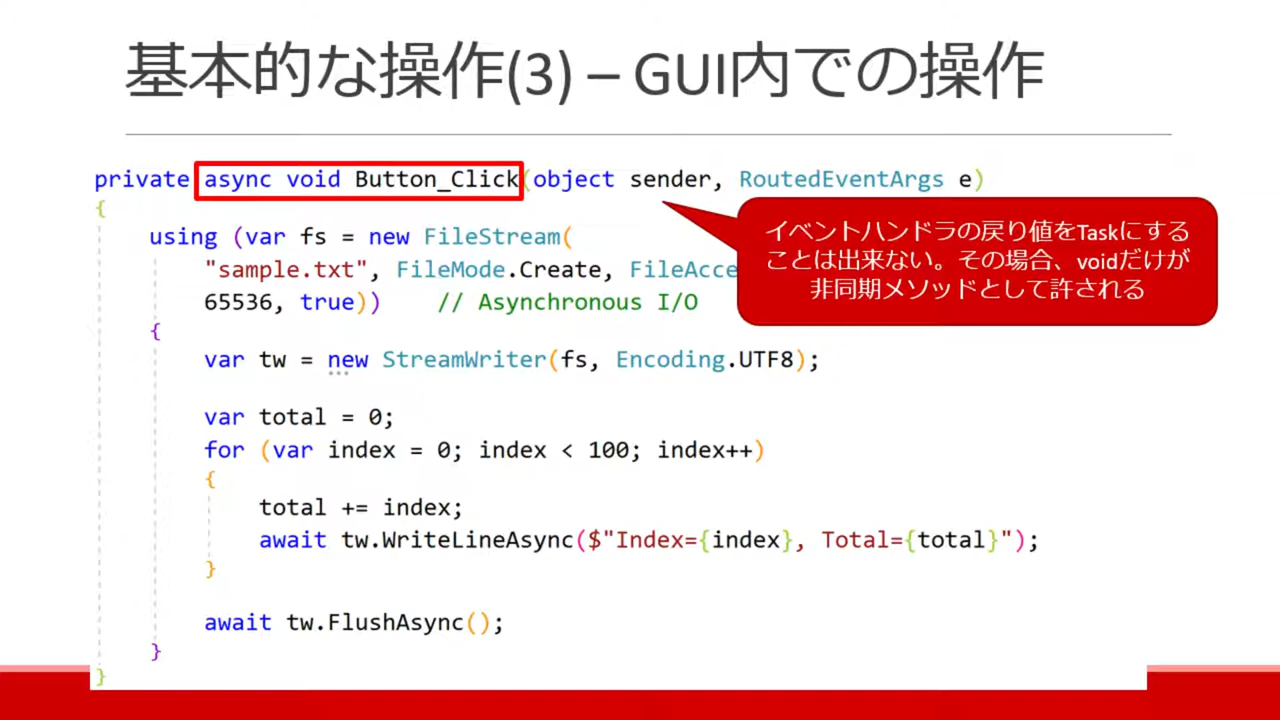 基本的な操作(3) – GUI内での操作
private async void Button_Click(object sender, RoutedEventArgs e)
{
using (var fs = new FileStream(
"sample.txt", FileMode.Create, FileAcce
65536, true)) // Asynchronous I/O
イベントハンドラの戻り値をTaskにする
ことは出来ない。その場合、voidだけが
非同期メソッドとして許される
{
var tw = new StreamWriter(fs, Encoding.UTF8);
var total = 0;
for (var index = 0; index < 100; index++)
{
total += index;
await tw.WriteLineAsync($"Index={index}, Total={total}");
}
await tw.FlushAsync();
}
}